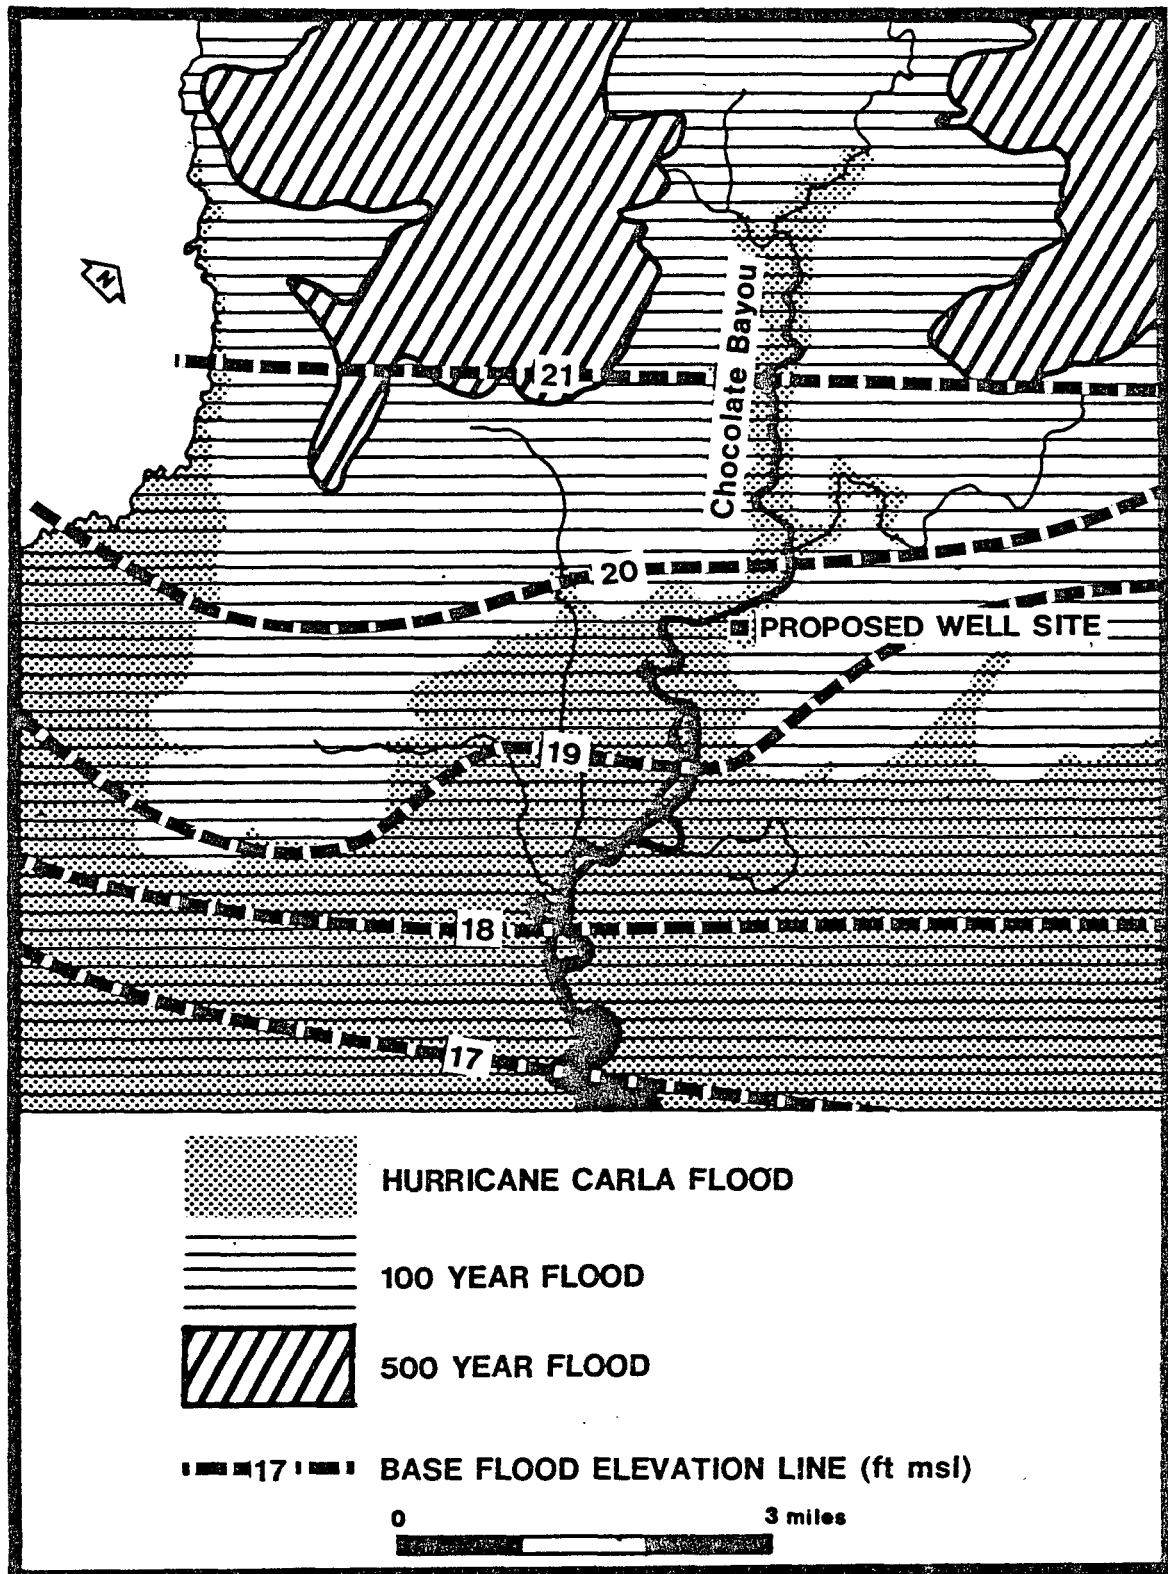 N
21
Chocolate Bayou
20
PROPOSED WELL SITE
19
18
17
HURRICANE CARLA FLOOD
100 YEAR FLOOD
500 YEAR FLOOD
17 BASE FLOOD ELEVATION LINE (ft msl)
0 3 miles